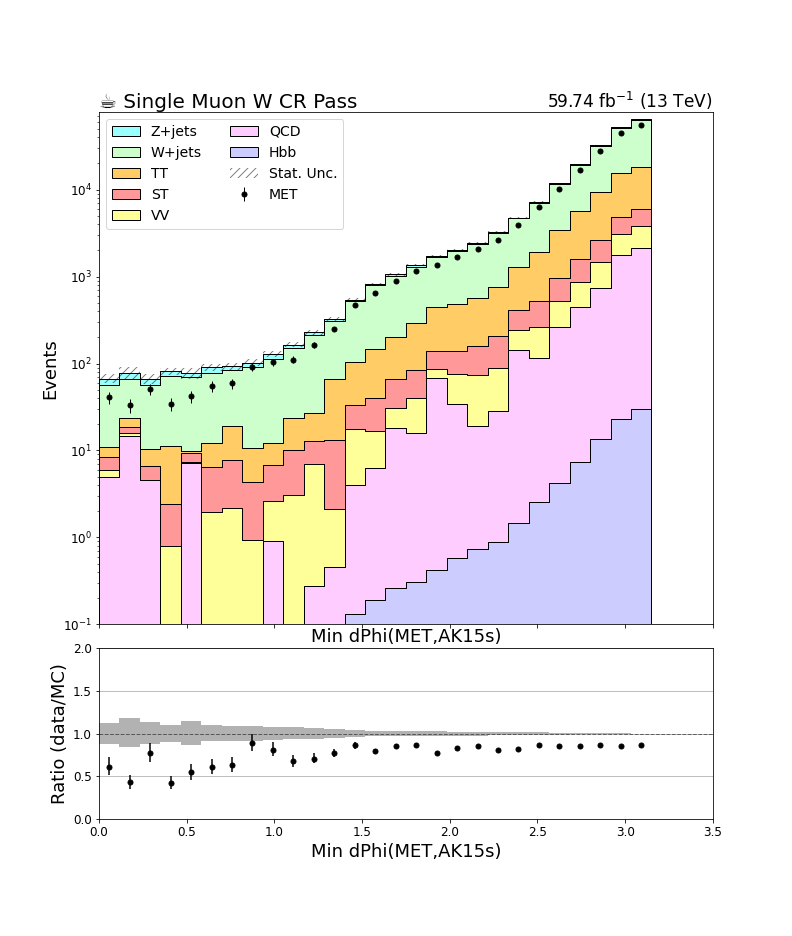 ☕ Single Muon W CR Pass
59.74 fb⁻¹ (13 TeV)
Z+jets
W+jets
TT
ST
VV
QCD
Hbb
Stat. Unc.
MET
Events
10⁴
10³
10²
10¹
10⁰
10⁻¹
Min dPhi(MET,AK15s)
Ratio (data/MC)
2.0
1.5
1.0
0.5
0.0
0.0 0.5 1.0 1.5 2.0 2.5 3.0 3.5
Min dPhi(MET,AK15s)